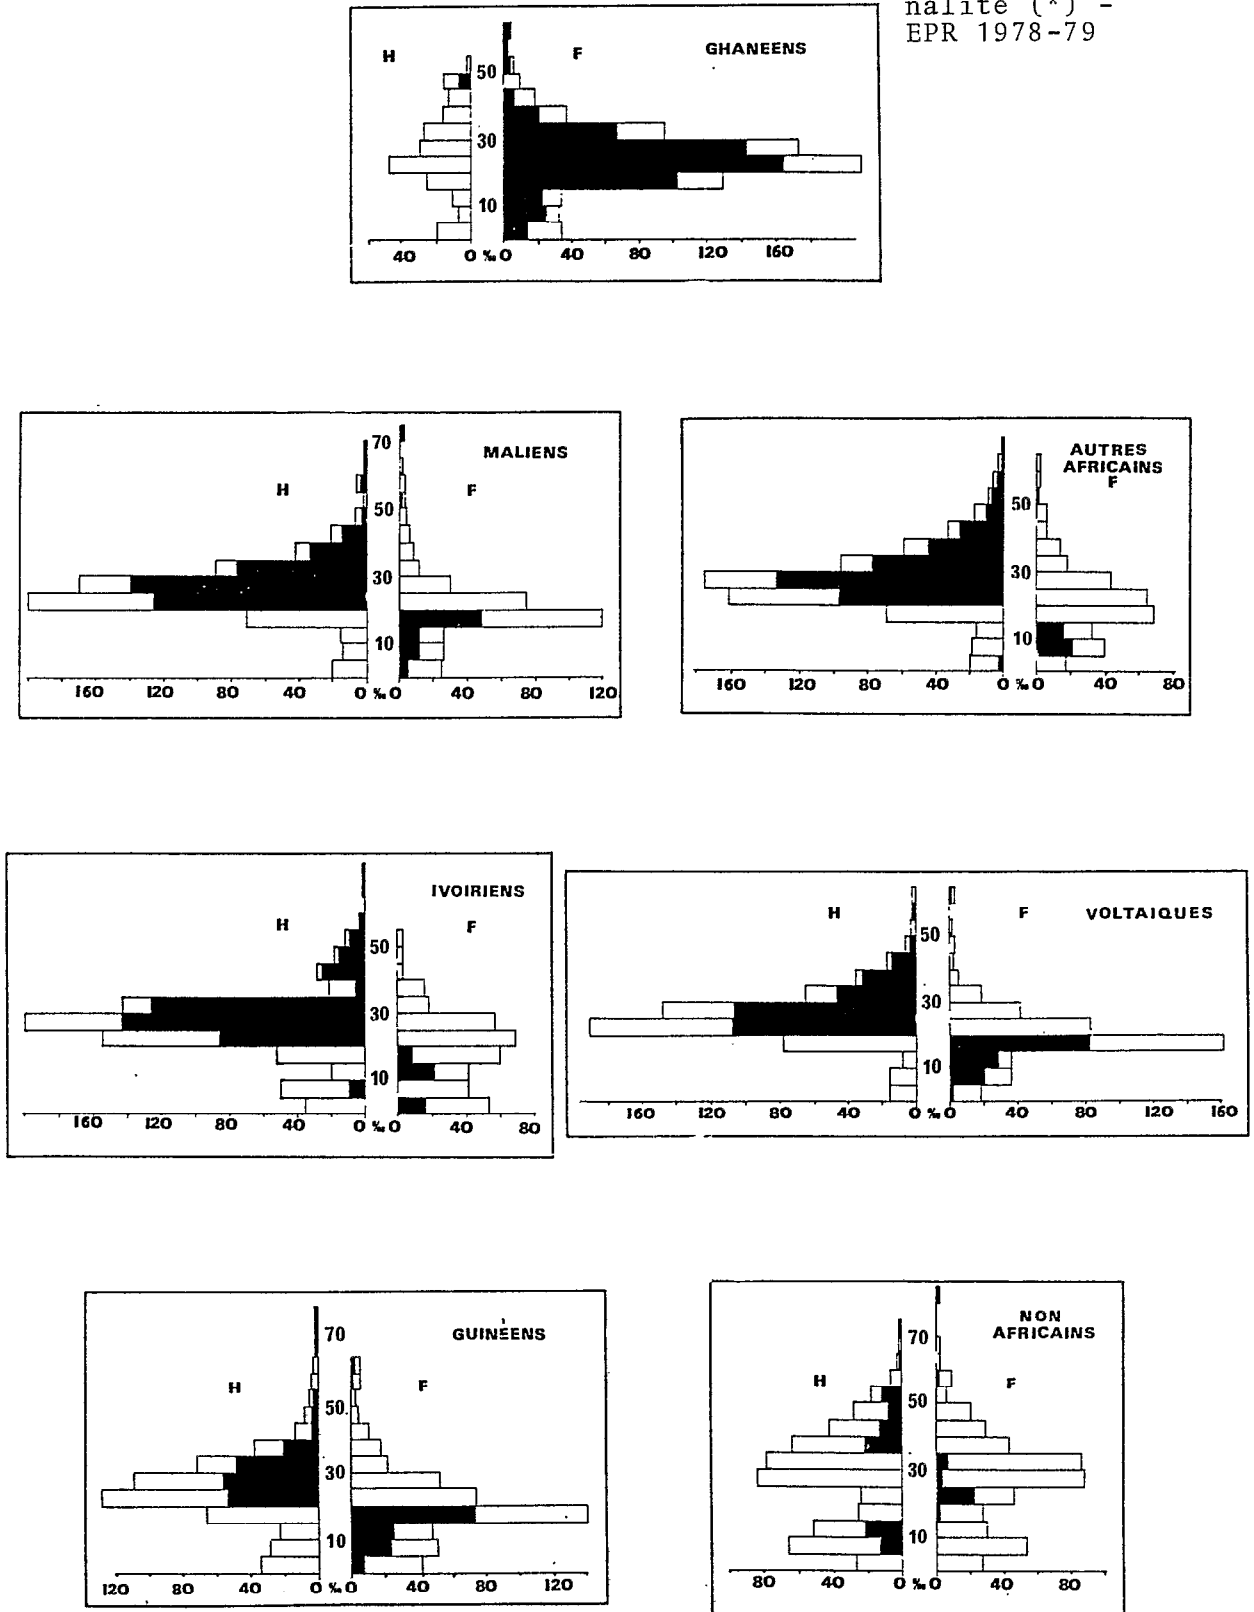 nalité (*) -
EPR 1978-79
H F GHANEENS
50
30
10
40 0 ‰ 0 40 80 120 160
MALIENS
H F
70
50
30
10
160 120 80 40 0 ‰ 0 40 80 120
AUTRES
AFRICAINS
F
50
30
10
160 120 80 40 0 ‰ 0 40 80
IVOIRIENS
H F
50
30
10
160 120 80 40 0 ‰ 0 40 80
H F VOLTAIQUES
50
30
10
160 120 80 40 0 ‰ 0 40 80 120 160
GUINÉENS
H F
70
50
30
10
120 80 40 0 ‰ 0 40 80 120
NON
AFRICAINS
H F
70
50
30
10
80 40 0 ‰ 0 40 80